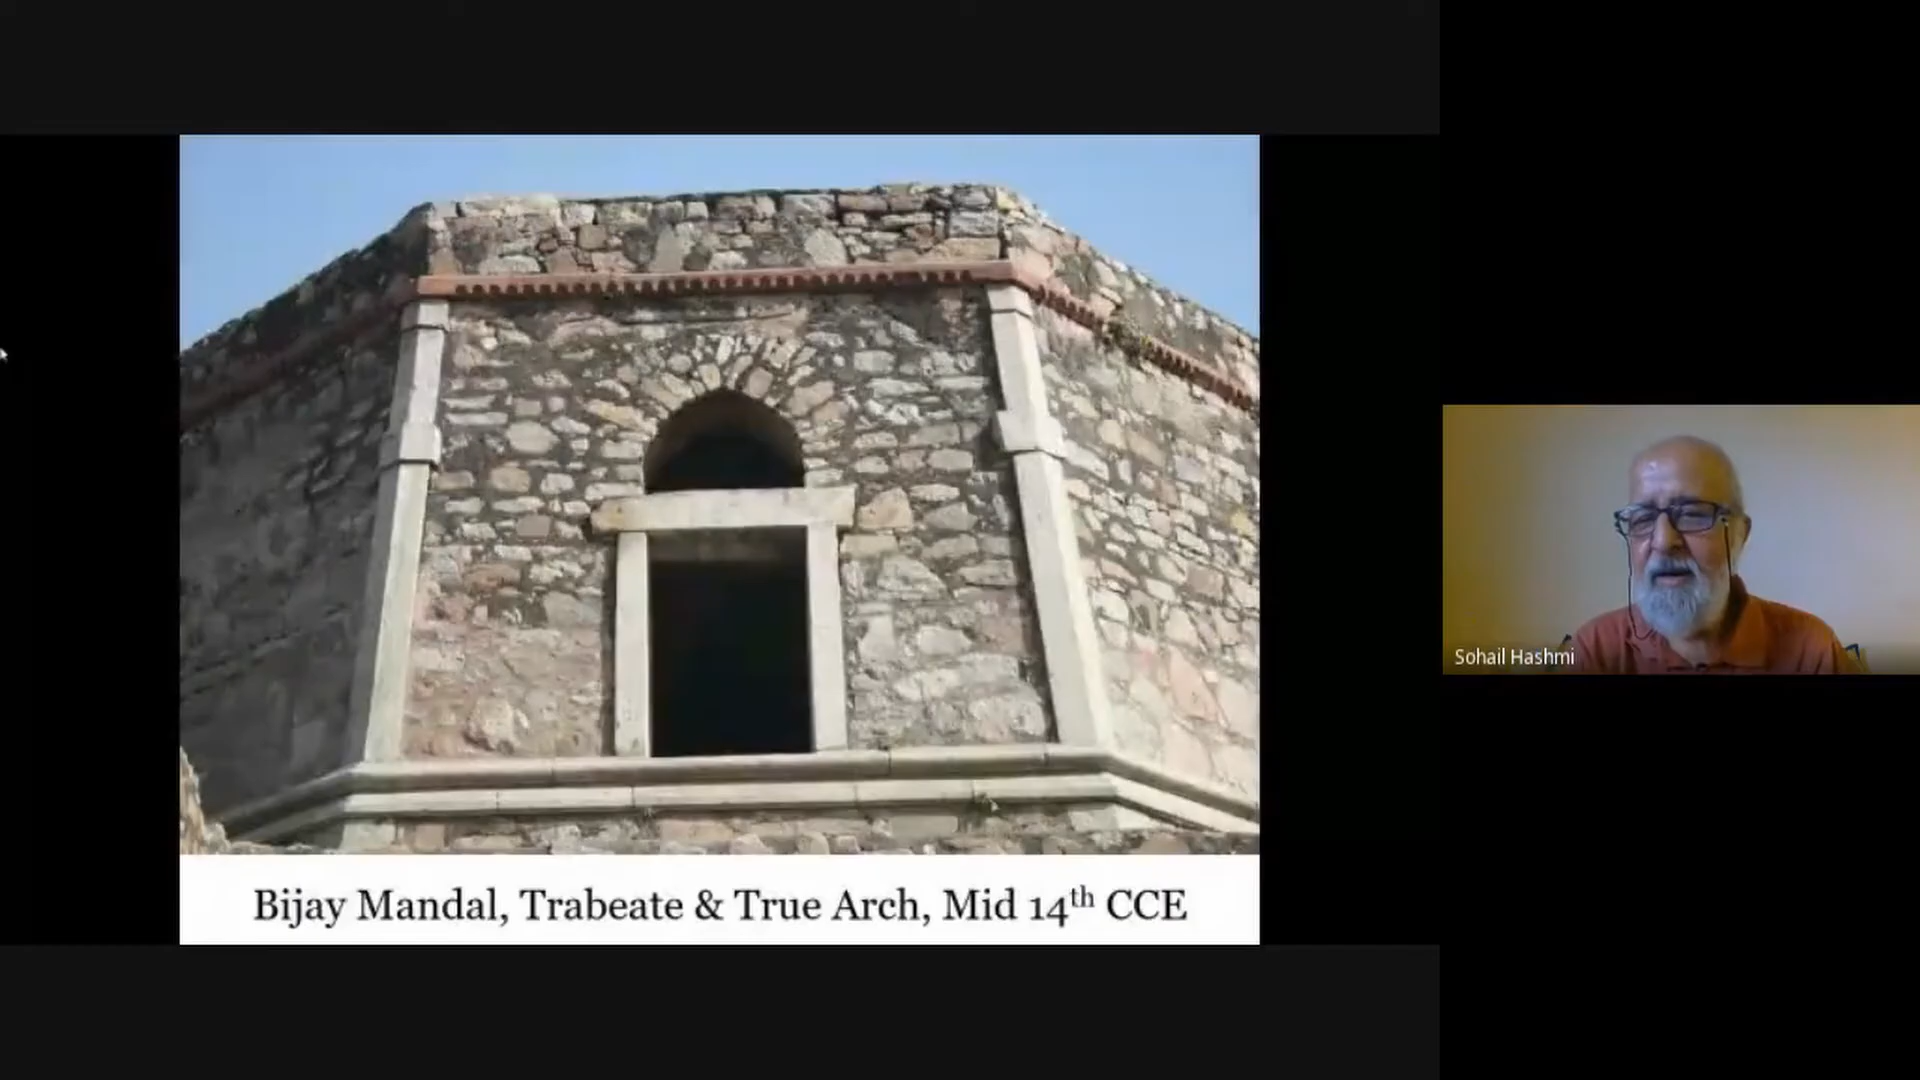 Bijay Mandal, Trabeate & True Arch, Mid 14th CCE
Sohail Hashmi